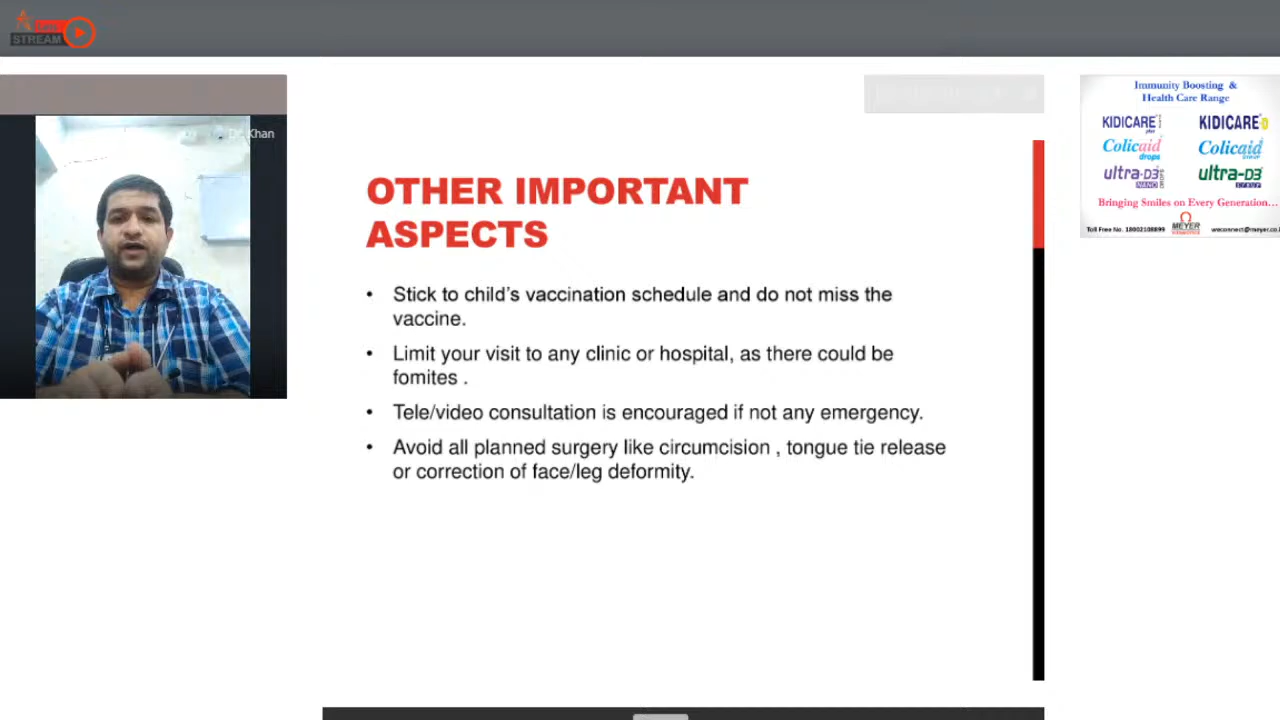 Lets
STREAM
Dr. Khan
OTHER IMPORTANT
ASPECTS
• Stick to child's vaccination schedule and do not miss the
vaccine.
• Limit your visit to any clinic or hospital, as there could be
fomites .
• Tele/video consultation is encouraged if not any emergency.
• Avoid all planned surgery like circumcision , tongue tie release
or correction of face/leg deformity.
Immunity Boosting &
Health Care Range
KIDICARE plus KIDICARE
Colicaid drops Colicaid
ultra-D3 NANO DROPS ultra-D3
Bringing Smiles on Every Generation...
Toll Free No. 18002108899 MEYER weconnect@meyer.co.i